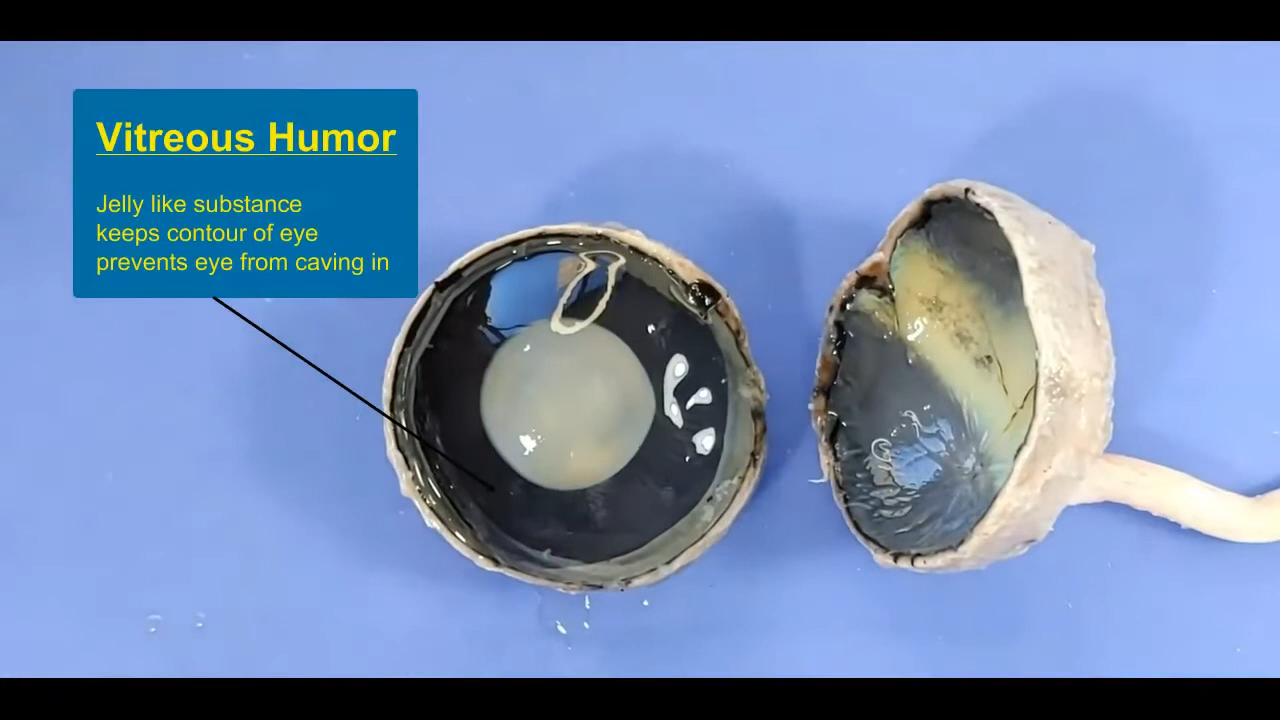 Vitreous Humor
Jelly like substance
keeps contour of eye
prevents eye from caving in